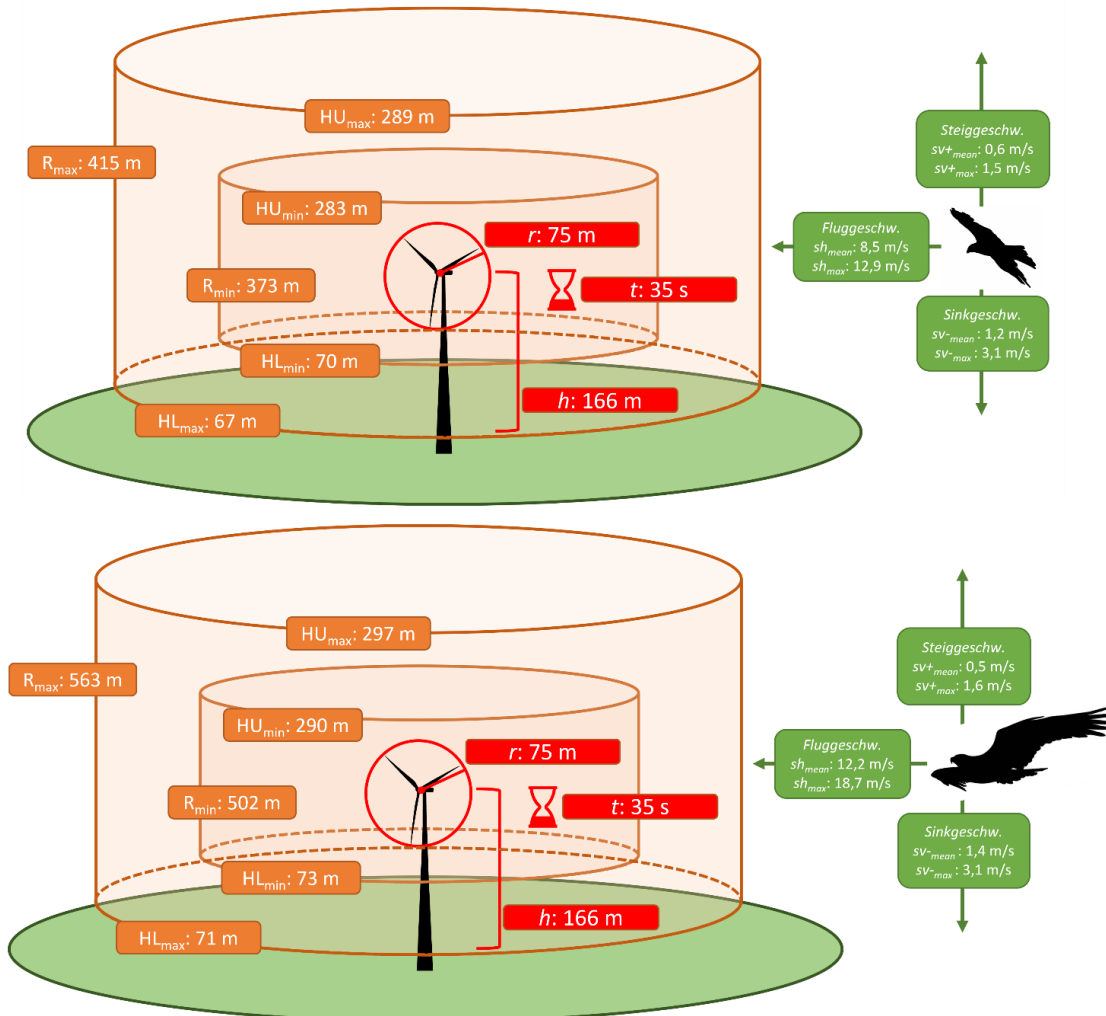 HUmax: 289 m
Rmax: 415 m
HUmin: 283 m
Rmin: 373 m
HLmin: 70 m
HLmax: 67 m
r: 75 m
t: 35 s
h: 166 m
Steiggeschw.
sv+mean: 0,6 m/s
sv+max: 1,5 m/s
Fluggeschw.
shmean: 8,5 m/s
shmax: 12,9 m/s
Sinkgeschw.
sv-mean: 1,2 m/s
sv-max: 3,1 m/s
HUmax: 297 m
Rmax: 563 m
HUmin: 290 m
Rmin: 502 m
HLmin: 73 m
HLmax: 71 m
r: 75 m
t: 35 s
h: 166 m
Steiggeschw.
sv+mean: 0,5 m/s
sv+max: 1,6 m/s
Fluggeschw.
shmean: 12,2 m/s
shmax: 18,7 m/s
Sinkgeschw.
sv-mean : 1,4 m/s
sv-max : 3,1 m/s